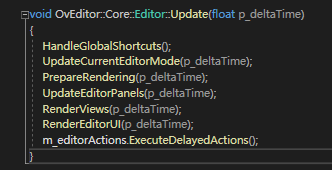 void OvEditor::Core::Editor::Update(float p_deltaTime)
{
HandleGlobalShortcuts();
UpdateCurrentEditorMode(p_deltaTime);
PrepareRendering(p_deltaTime);
UpdateEditorPanels(p_deltaTime);
RenderViews(p_deltaTime);
RenderEditorUI(p_deltaTime);
m_editorActions.ExecuteDelayedActions();
}